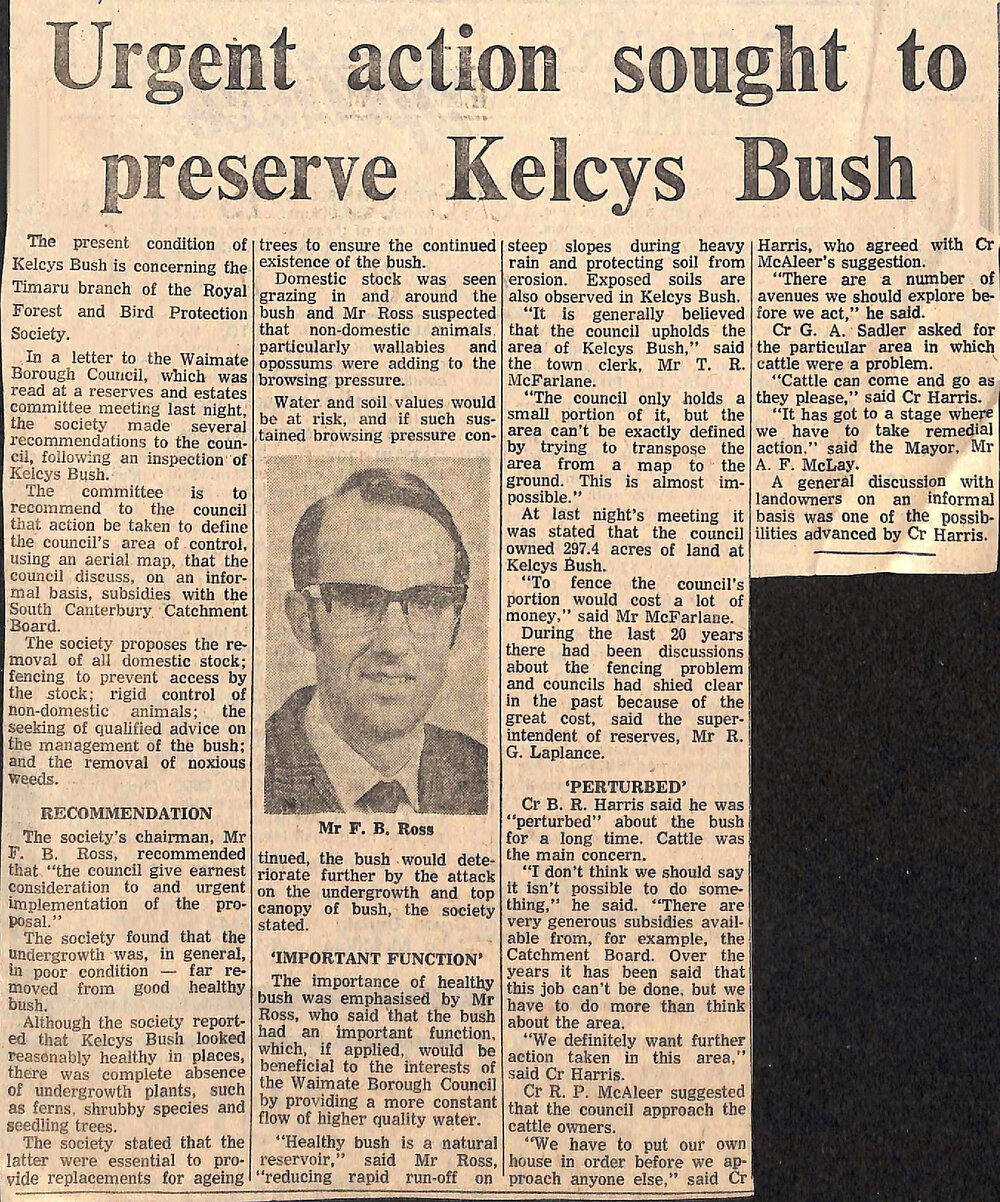 Urgent action sought to
preserve Kelcys Bush
The present condition of
Kelcys Bush is concerning the
Timaru branch of the Royal
Forest and Bird Protection
Society.
In a letter to the Waimate
Borough Council, which was
read at a reserves and estates
committee meeting last night,
the society made several
recommendations to the coun-
cil, following an inspection of
Kelcys Bush.
The committee is to
recommend to the council
that action be taken to define
the council's area of control,
using an aerial map, that the
council discuss, on an infor-
mal basis, subsidies with the
South Canterbury Catchment
Board.
The society proposes the re-
moval of all domestic stock;
fencing to prevent access by
the stock; rigid control of
non-domestic animals; the
seeking of qualified advice on
the management of the bush;
and the removal of noxious
weeds.
RECOMMENDATION
The society's chairman, Mr
F. B. Ross, recommended
that "the council give earnest
consideration to and urgent
implementation of the pro-
posal."
The society found that the
undergrowth was, in general,
in poor condition — far re-
moved from good healthy
bush.
Although the society report-
ed that Kelcys Bush looked
reasonably healthy in places,
there was complete absence
of undergrowth plants, such
as ferns, shrubby species and
seedling trees.
The society stated that the
latter were essential to pro-
vide replacements for ageing
trees to ensure the continued
existence of the bush.
Domestic stock was seen
grazing in and around the
bush and Mr Ross suspected
that non-domestic animals,
particularly wallabies and
opossums were adding to the
browsing pressure.
Water and soil values would
be at risk, and if such sus-
tained browsing pressure con-
Mr F. B. Ross
tinued, the bush would dete-
riorate further by the attack
on the undergrowth and top
canopy of bush, the society
stated.
'IMPORTANT FUNCTION'
The importance of healthy
bush was emphasised by Mr
Ross, who said that the bush
had an important function,
which, if applied, would be
beneficial to the interests of
the Waimate Borough Council
by providing a more constant
flow of higher quality water.
"Healthy bush is a natural
reservoir," said Mr Ross,
"reducing rapid run-off on
steep slopes during heavy
rain and protecting soil from
erosion. Exposed soils are
also observed in Kelcys Bush.
"It is generally believed
that the council upholds the
area of Kelcys Bush," said
the town clerk, Mr T. R.
McFarlane.
"The council only holds a
small portion of it, but the
area can't be exactly defined
by trying to transpose the
area from a map to the
ground. This is almost im-
possible."
At last night's meeting it
was stated that the council
owned 297.4 acres of land at
Kelcys Bush.
"To fence the council's
portion would cost a lot of
money," said Mr McFarlane.
During the last 20 years
there had been discussions
about the fencing problem
and councils had shied clear
in the past because of the
great cost, said the super-
intendent of reserves, Mr R.
G. Laplance.
'PERTURBED'
Cr B. R. Harris said he was
"perturbed" about the bush
for a long time. Cattle was
the main concern.
"I don't think we should say
it isn't possible to do some-
thing," he said. "There are
very generous subsidies avail-
able from, for example, the
Catchment Board. Over the
years it has been said that
this job can't be done, but we
have to do more than think
about the area.
"We definitely want further
action taken in this area,"
said Cr Harris.
Cr R. P. McAleer suggested
that the council approach the
cattle owners.
"We have to put our own
house in order before we ap-
proach anyone else," said Cr
Harris, who agreed with Cr
McAleer's suggestion.
"There are a number of
avenues we should explore be-
fore we act," he said.
Cr G. A. Sadler asked for
the particular area in which
cattle were a problem.
"Cattle can come and go as
they please," said Cr Harris.
"It has got to a stage where
we have to take remedial
action," said the Mayor, Mr
A. F. McLay.
A general discussion with
landowners on an informal
basis was one of the possib-
ilities advanced by Cr Harris.